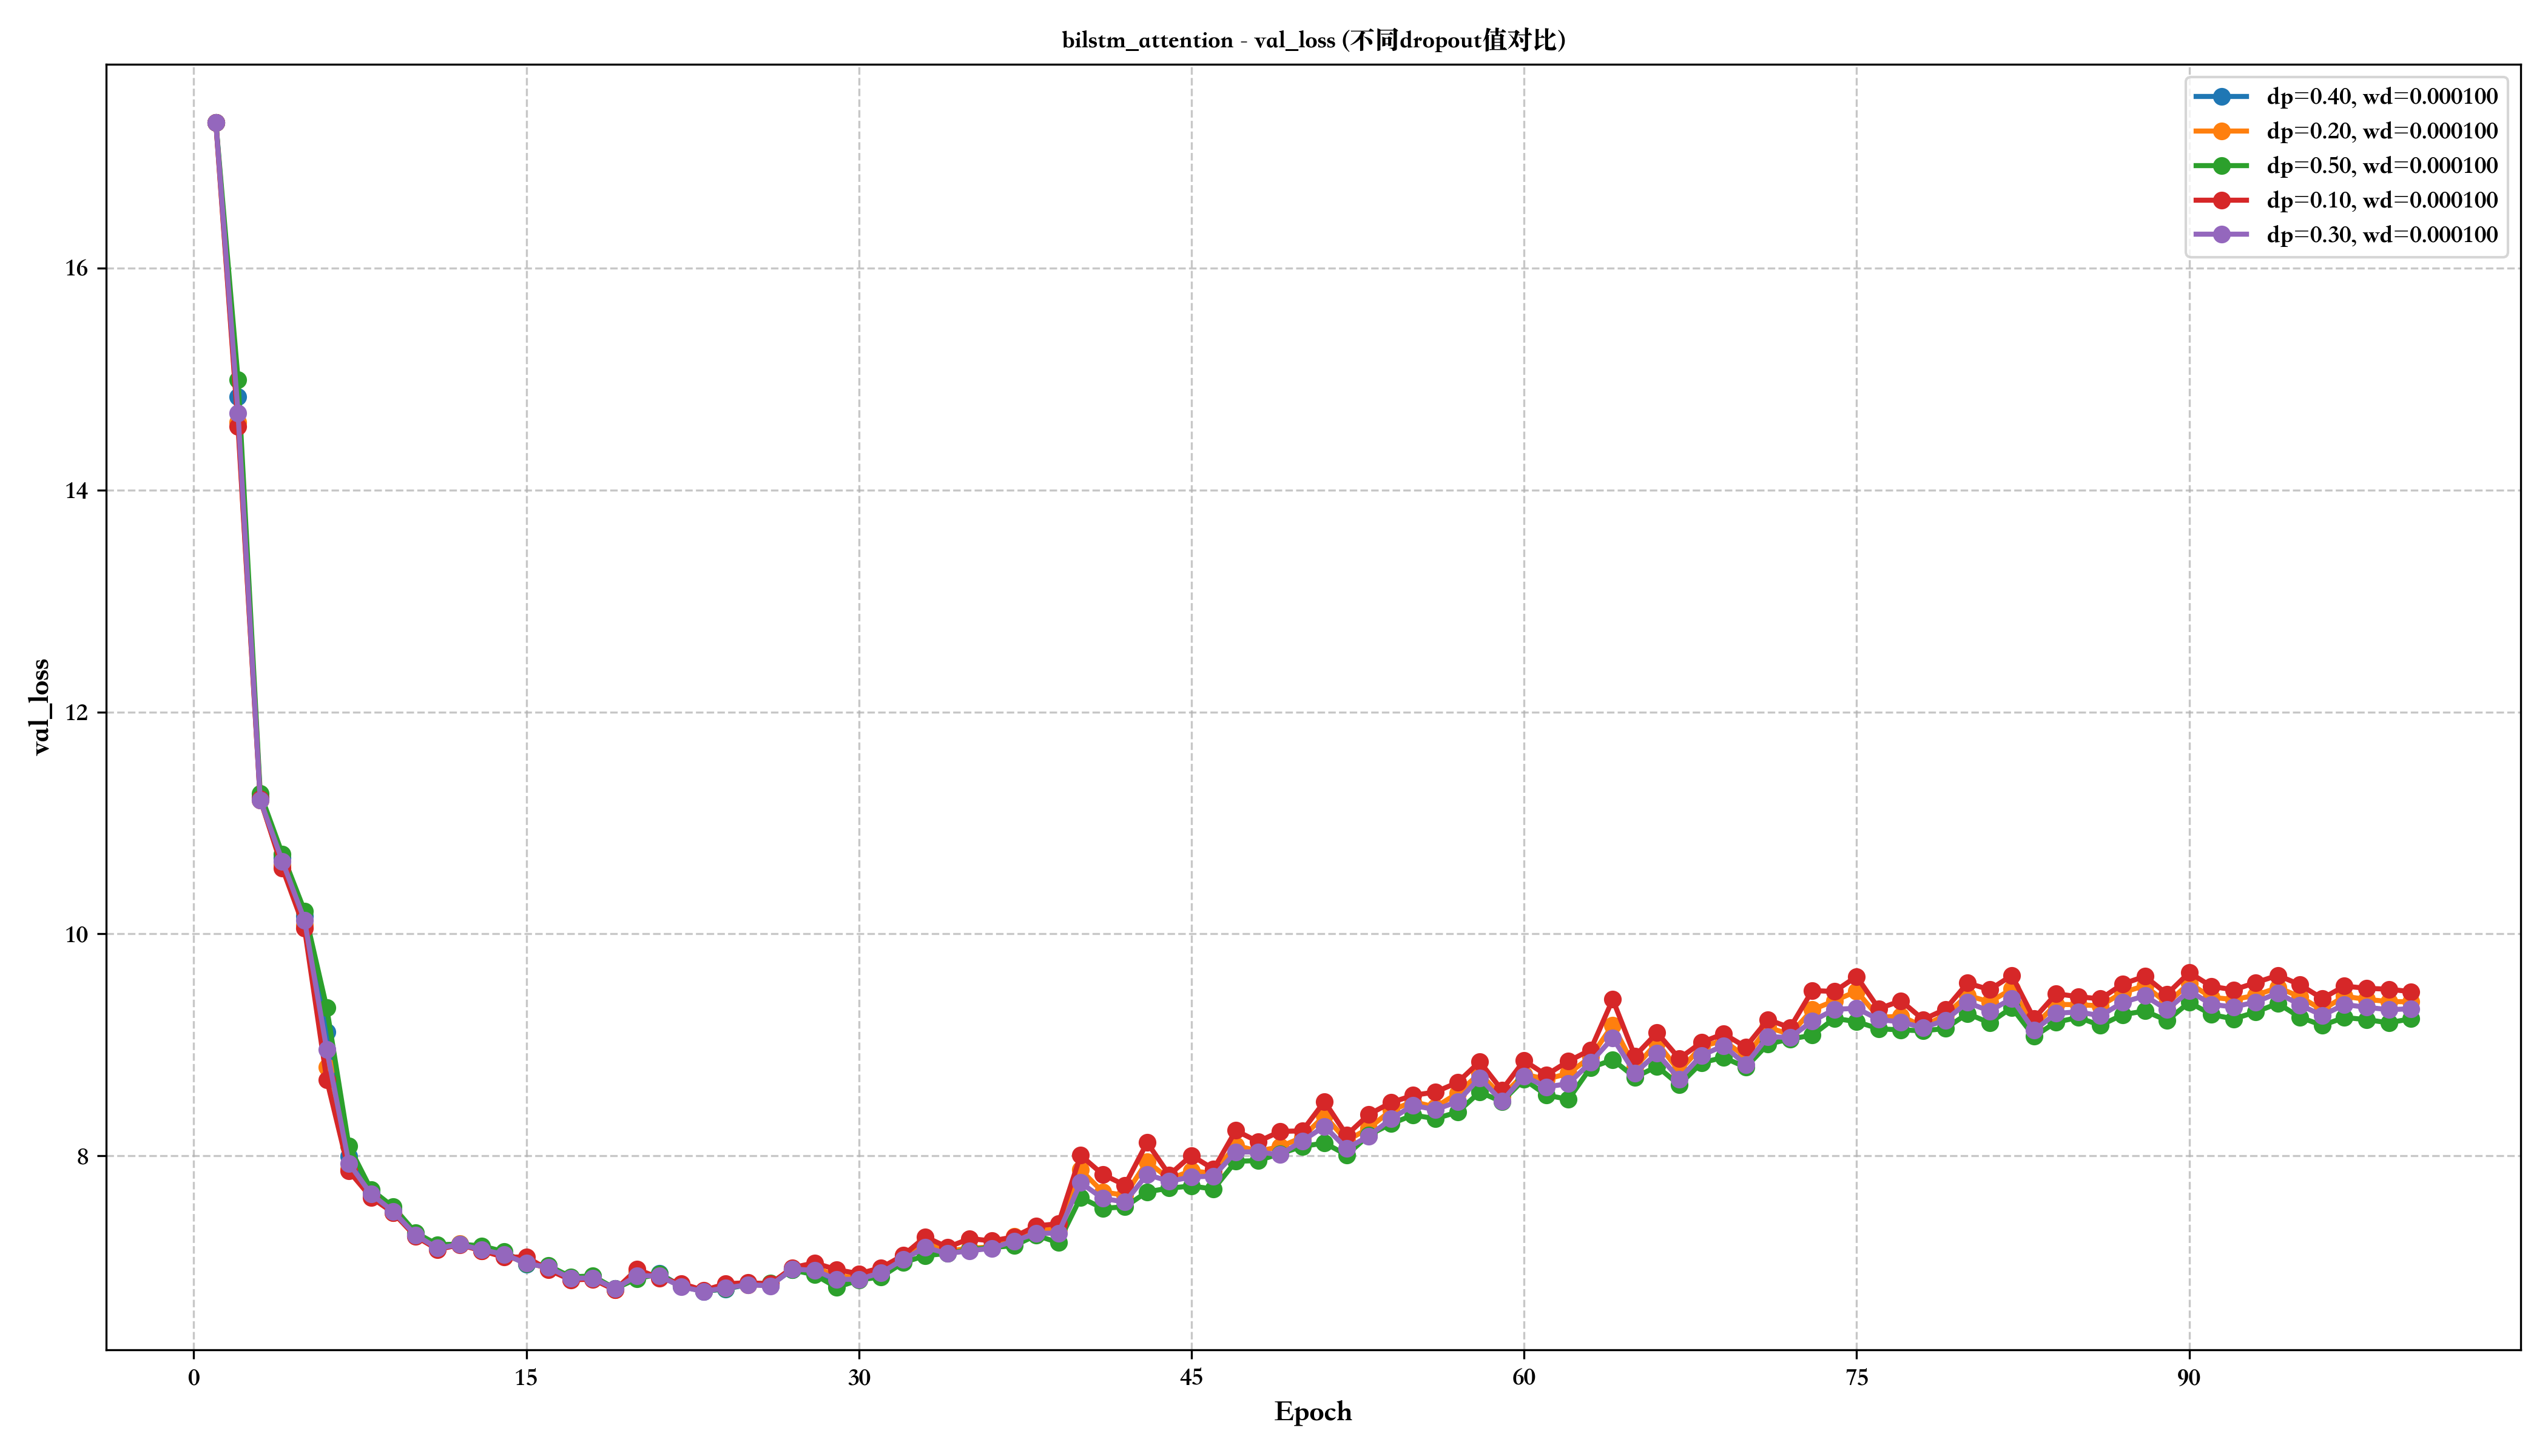 bilstm_attention - val_loss (不同dropout值对比)
dp=0.40, wd=0.000100
dp=0.20, wd=0.000100
dp=0.50, wd=0.000100
dp=0.10, wd=0.000100
dp=0.30, wd=0.000100
val_loss
16
14
12
10
8
0 15 30 45 60 75 90
Epoch